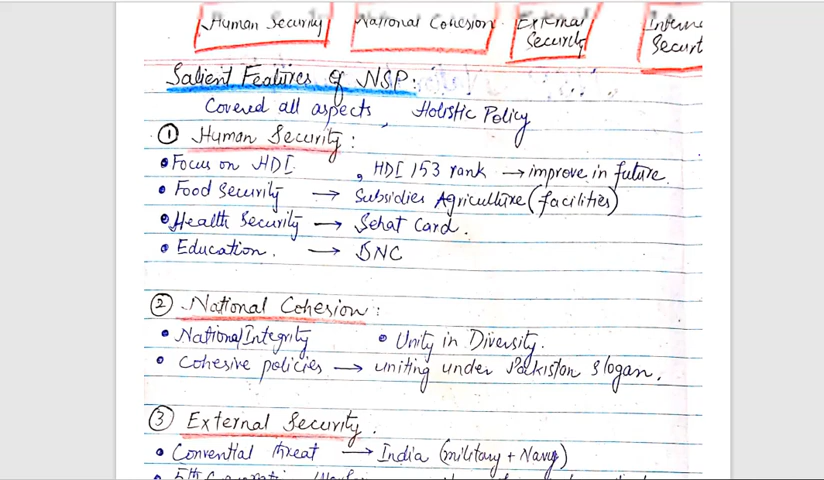 Human Security National Cohesion External Security Interne Securit
Salient Features of NSP:
Covered all aspects, Holistic Policy
① Human Security:
• Focus on HDI. , HDI 153 rank → improve in future.
• Food Security → Subsidies Agriculture (facilities)
• Health Security → Sehat Card.
• Education. → SNC
② National Cohesion:
• National Integrity • Unity in Diversity.
• Cohesive policies → uniting under Pakistan slogan.
③ External Security.
• Convential threat → India (military + Navy)